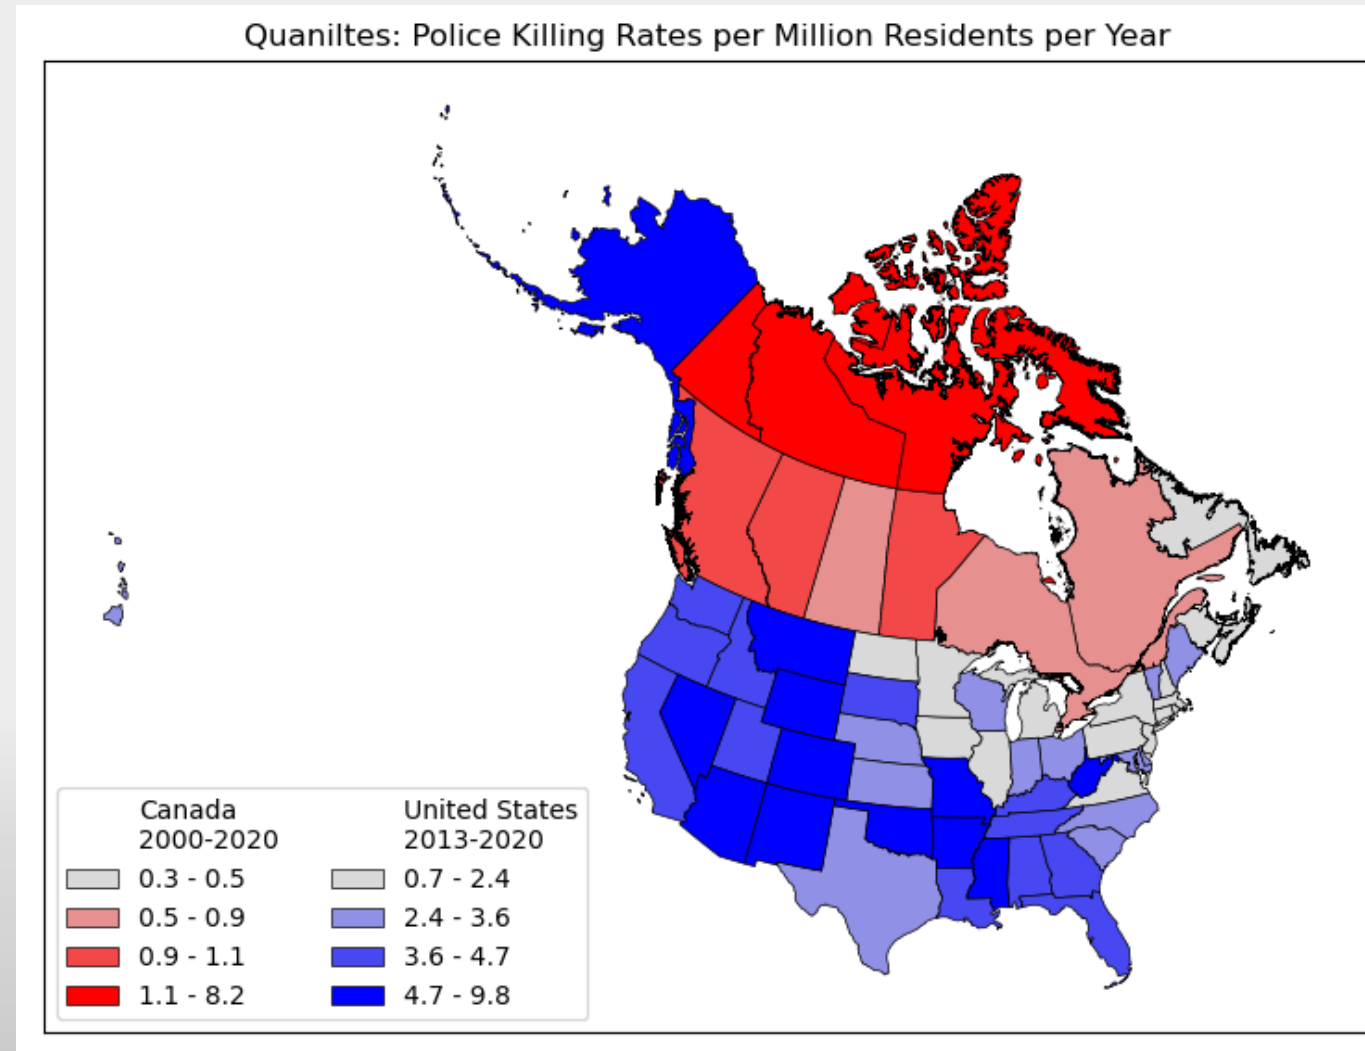 Quaniltes: Police Killing Rates per Million Residents per Year
Canada
2000-2020
0.3 - 0.5
0.5 - 0.9
0.9 - 1.1
1.1 - 8.2
United States
2013-2020
0.7 - 2.4
2.4 - 3.6
3.6 - 4.7
4.7 - 9.8